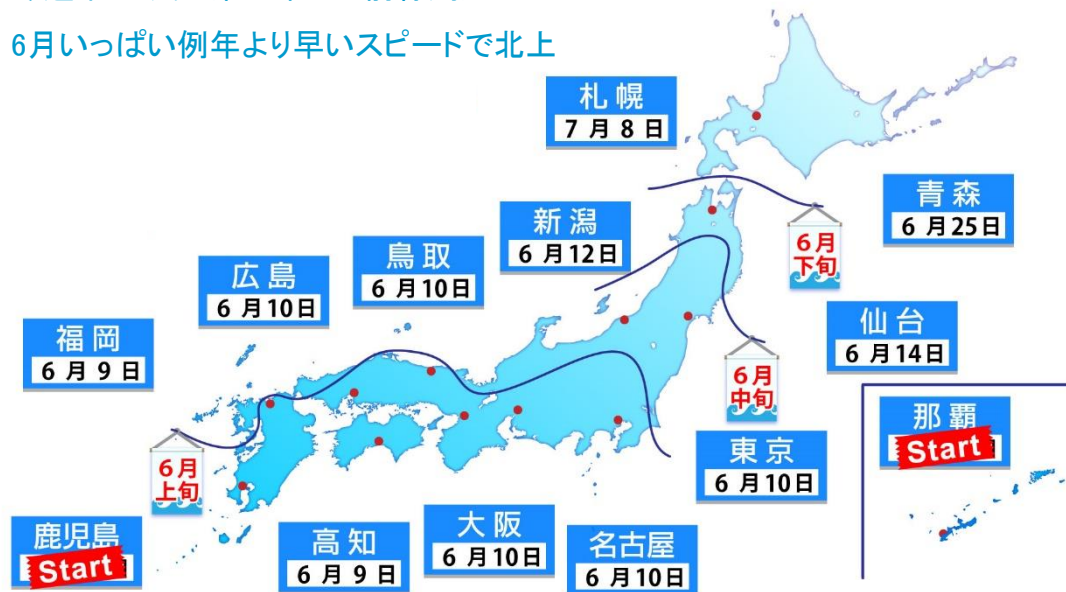 6月いっぱい例年より早いスピードで北上
札幌
7月8日
青森
6月25日
新潟
6月12日
6月
下旬
鳥取
6月10日
広島
6月10日
仙台
6月14日
福岡
6月9日
6月
中旬
那覇
Start
東京
6月10日
6月
上旬
鹿児島
Start
高知
6月9日
大阪
6月10日
名古屋
6月10日